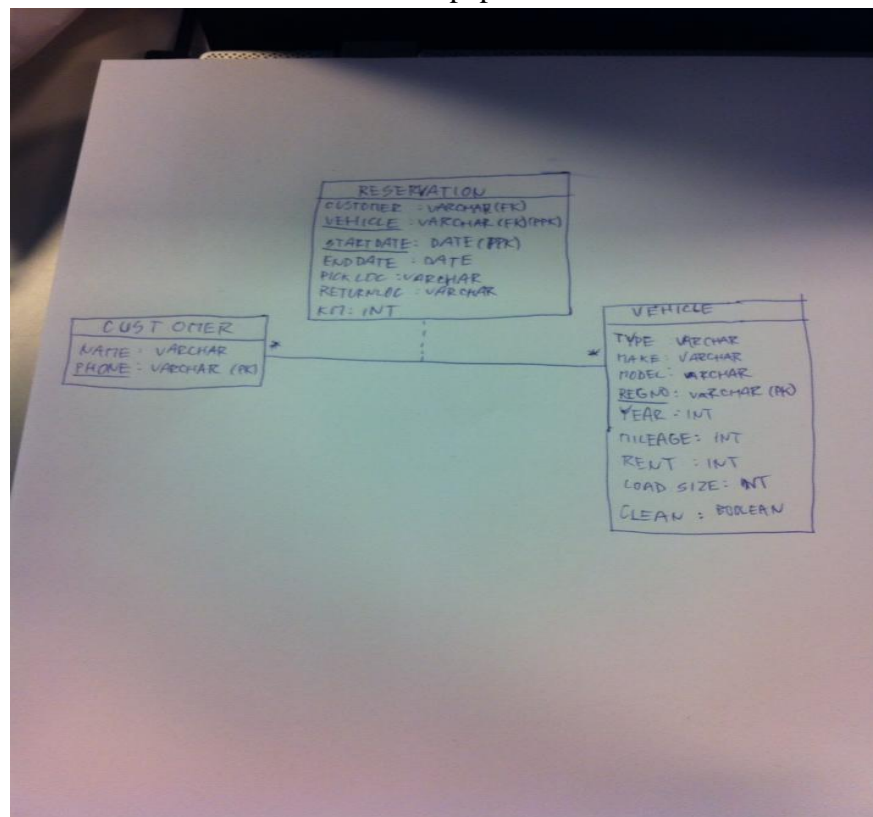 RESERVATION
CUSTOMER : VARCHAR (FK)
VEHICLE : VARCHAR (FK)(PPK)
STARTDATE : DATE (PPK)
ENDDATE : DATE
PICKLOC : VARCHAR
RETURNLOC : VARCHAR
KM : INT
CUSTOMER
NAME : VARCHAR
PHONE : VARCHAR (PK)
*
*
VEHICLE
TYPE : VARCHAR
MAKE : VARCHAR
MODEL : VARCHAR
REGNO : VARCHAR (PK)
YEAR : INT
MILEAGE : INT
RENT : INT
LOAD SIZE : INT
CLEAN : BOOLEAN